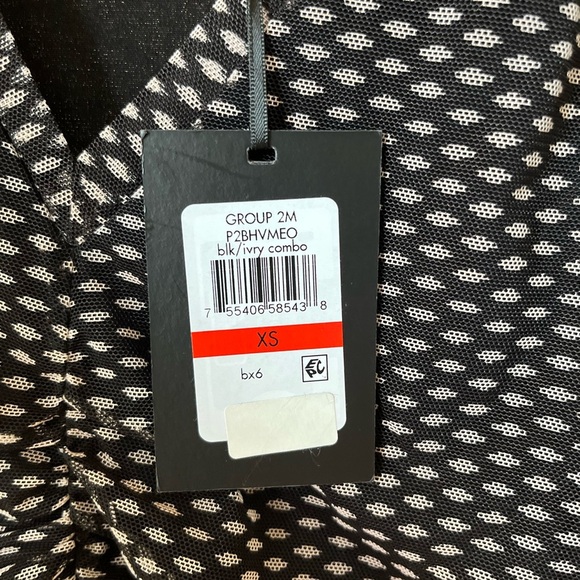 GROUP 2M
P2BHVMEO
blk/ivry combo
7 55406 58543 8
XS
bx6